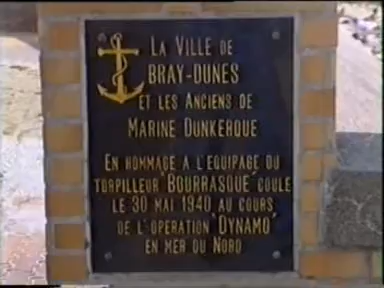 LA VILLE DE
BRAY-DUNES
ET LES ANCIENS DE
MARINE DUNKERQUE
EN HOMMAGE A L'EQUIPAGE DU
TORPILLEUR "BOURRASQUE" COULE
LE 30 MAI 1940 AU COURS
DE L'OPERATION "DYNAMO"
EN MER DU NORD